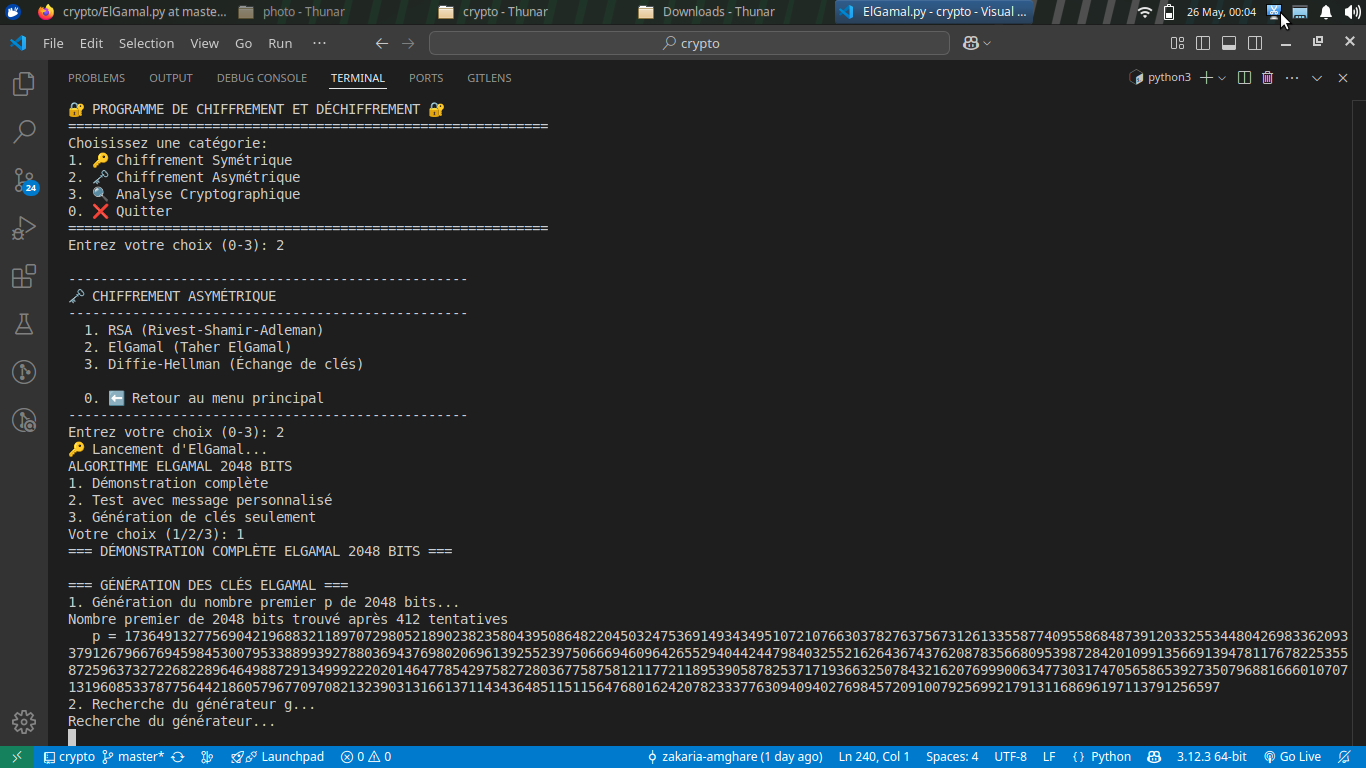 crypto/ElGamal.py at maste...
photo - Thunar
crypto - Thunar
Downloads - Thunar
ElGamal.py - crypto - Visual ...
26 May, 00:04
File Edit Selection View Go Run ...
crypto
PROBLEMS OUTPUT DEBUG CONSOLE TERMINAL PORTS GITLENS
python3
24
🔐 PROGRAMME DE CHIFFREMENT ET DÉCHIFFREMENT 🔐
============================================================
Choisissez une catégorie:
1. 🔑 Chiffrement Symétrique
2. 🗝️ Chiffrement Asymétrique
3. 🔍 Analyse Cryptographique
0. ❌ Quitter
============================================================
Entrez votre choix (0-3): 2
--------------------------------------------------
🗝️ CHIFFREMENT ASYMÉTRIQUE
--------------------------------------------------
1. RSA (Rivest-Shamir-Adleman)
2. ElGamal (Taher ElGamal)
3. Diffie-Hellman (Échange de clés)
0. ⬅️ Retour au menu principal
--------------------------------------------------
Entrez votre choix (0-3): 2
🔑 Lancement d'ElGamal...
ALGORITHME ELGAMAL 2048 BITS
1. Démonstration complète
2. Test avec message personnalisé
3. Génération de clés seulement
Votre choix (1/2/3): 1
=== DÉMONSTRATION COMPLÈTE ELGAMAL 2048 BITS ===
=== GÉNÉRATION DES CLÉS ELGAMAL ===
1. Génération du nombre premier p de 2048 bits...
Nombre premier de 2048 bits trouvé après 412 tentatives
p =
2. Recherche du générateur g...
Recherche du générateur...
crypto master* Launchpad 0 0 zakaria-amghare (1 day ago) Ln 240, Col 1 Spaces: 4 UTF-8 LF { } Python 3.12.3 64-bit Go Live